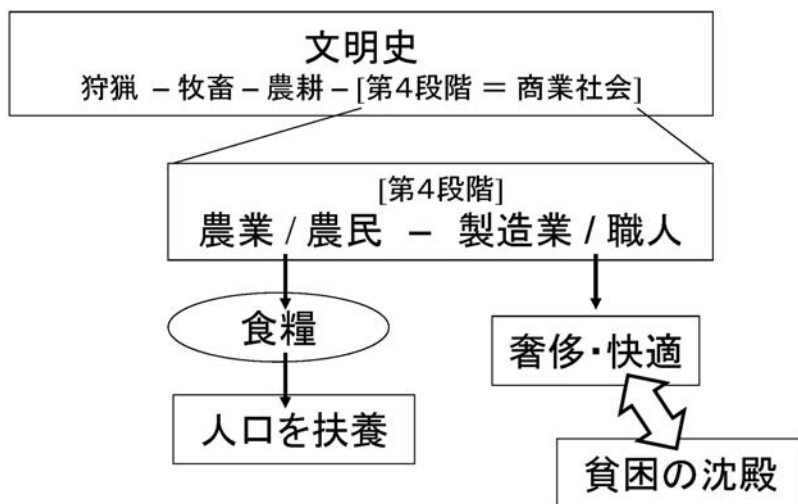 文明史
狩猟 – 牧畜 – 農耕 – [第4段階 = 商業社会]
[第4段階]
農業 / 農民 – 製造業 / 職人
食糧
奢侈・快適
人口を扶養
貧困の沈殿